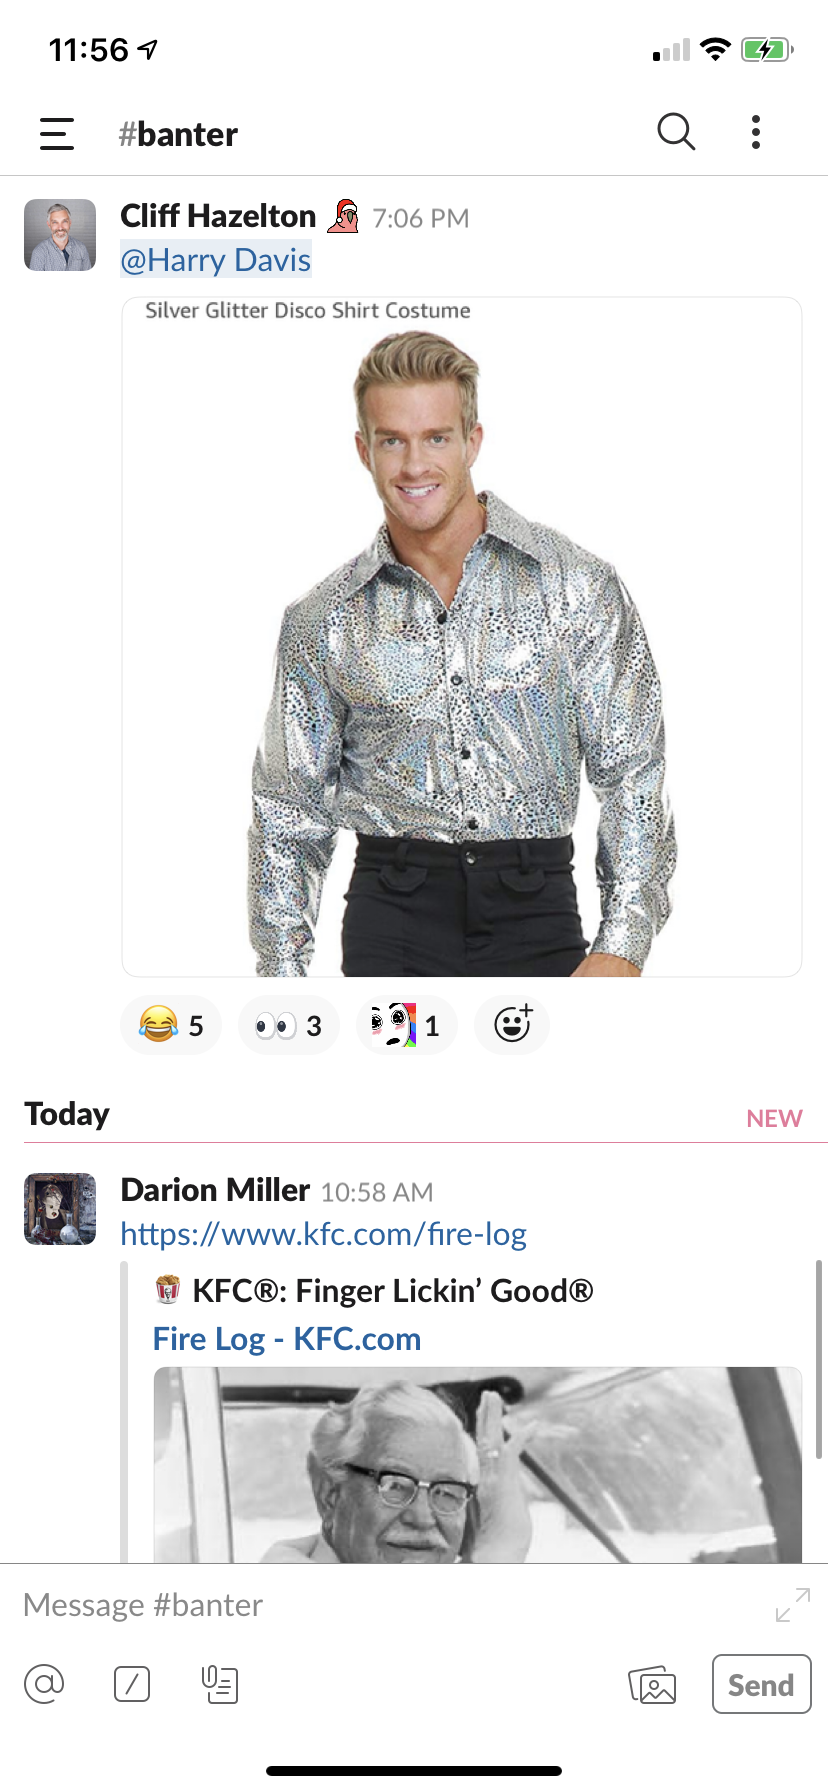 11:56
#banter
Cliff Hazelton 7:06 PM
@Harry Davis
Silver Glitter Disco Shirt Costume
5 3 1
Today NEW
Darion Miller 10:58 AM
https://www.kfc.com/fire-log
KFC®: Finger Lickin’ Good®
Fire Log - KFC.com
Message #banter
Send